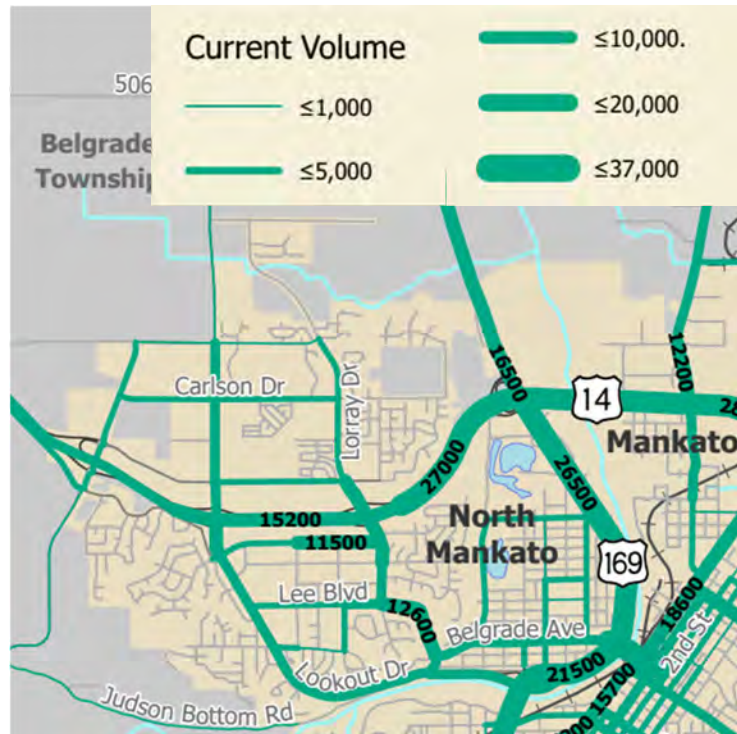 Current Volume
≤1,000
≤5,000
≤10,000.
≤20,000
≤37,000
506
Belgrade
Township
16500
12200
Carlson Dr
Lorray Dr
14
28
Mankato
27000
26500
15200
North
Mankato
11500
169
Lee Blvd
12600
18600
Belgrade Ave
2nd St
Lookout Dr
21500
15700
Judson Bottom Rd